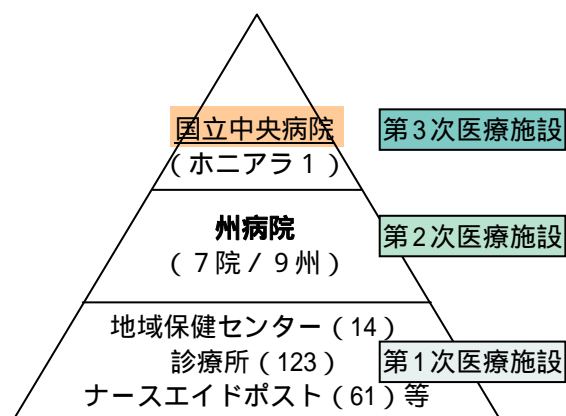 国立中央病院
第3次医療施設
(ホニアラ1)
州病院
第2次医療施設
(7院/9州)
地域保健センター(14)
診療所(123)
第1次医療施設
ナースエイドポスト(61)等